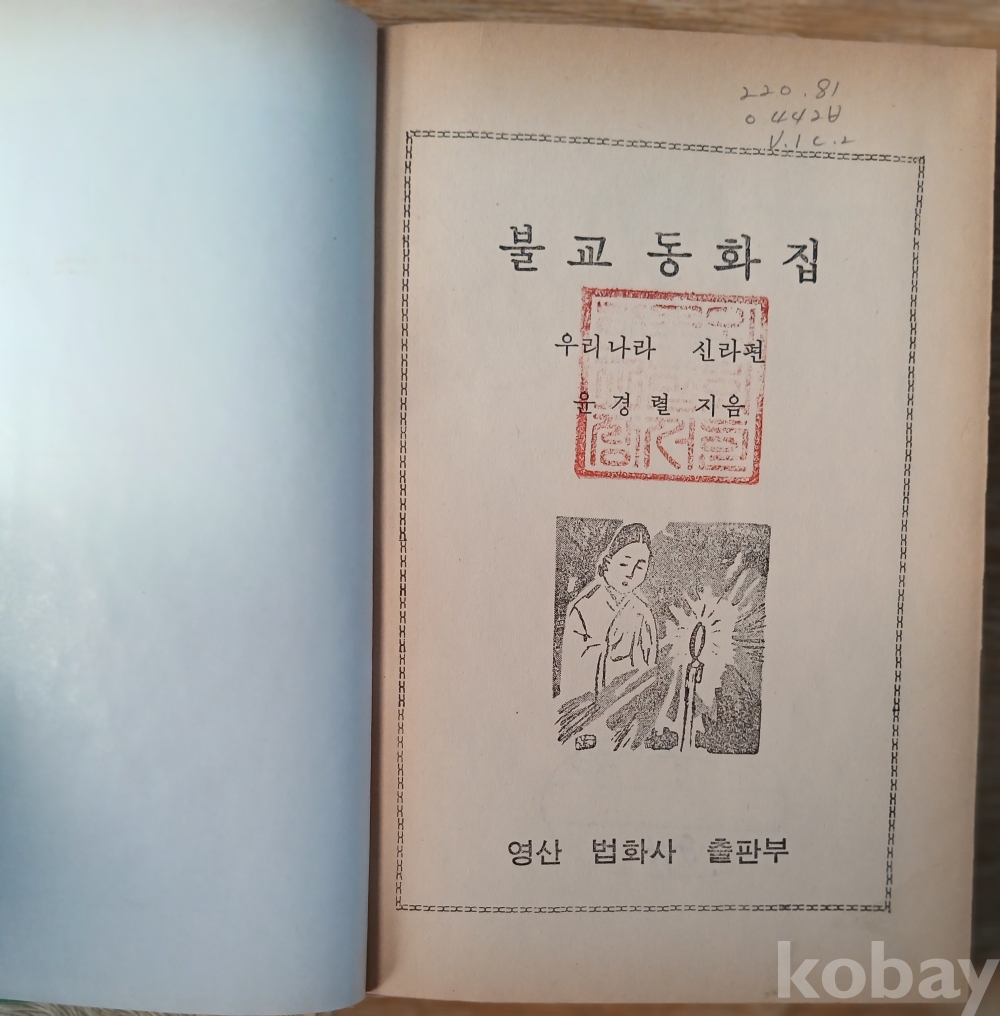 220.81
0442ㅂ
V.1 c.2
불교동화집
우리나라 신라편
윤경렬 지음
영산 법화사 출판부
kobay